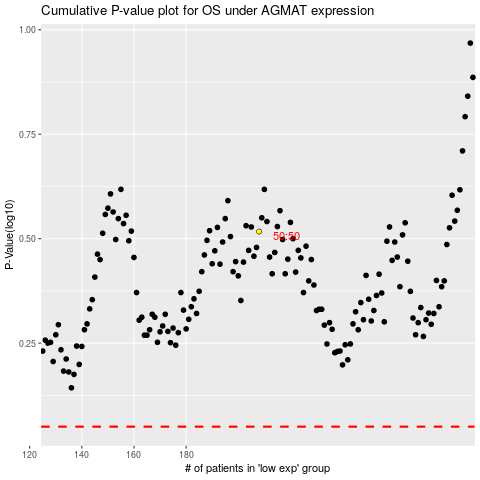 Cumulative P-value plot for OS under AGMAT expression
1.00
0.75
0.50
0.25
P-Value(log10)
50:50
120 140 160 180
# of patients in 'low exp' group